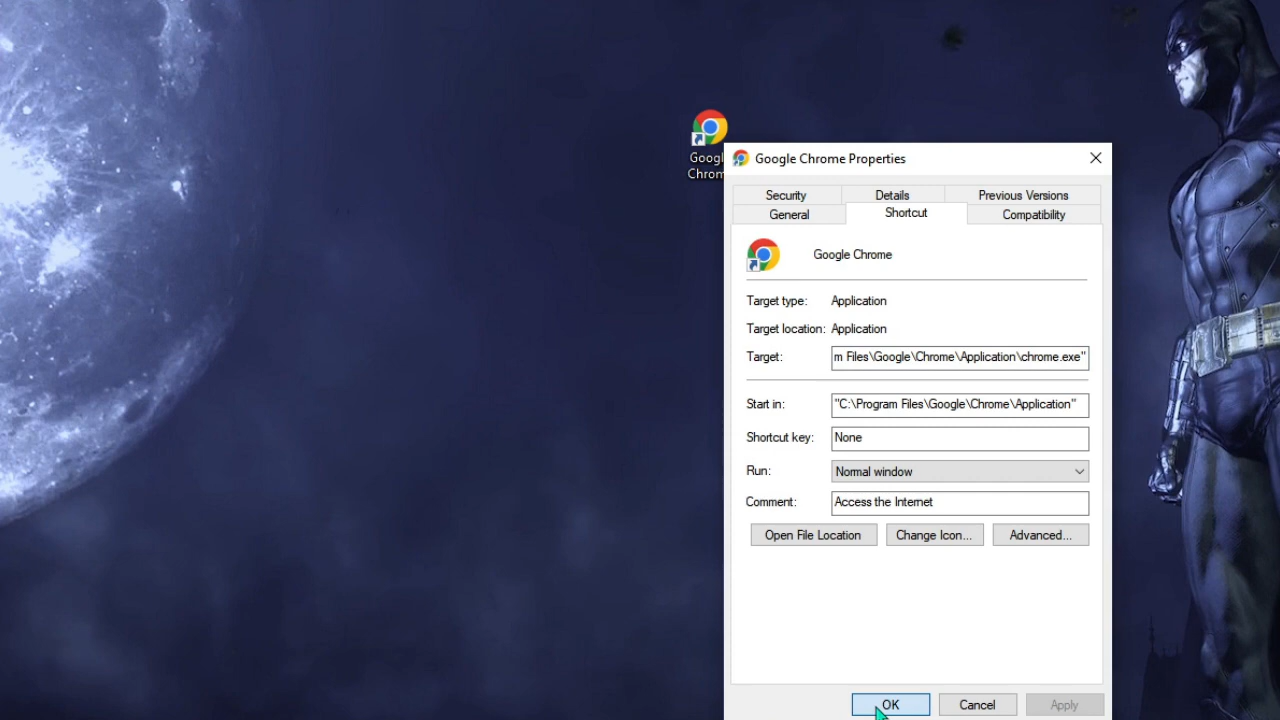 Googl
Chrom
Google Chrome Properties
Security Details Previous Versions
General Shortcut Compatibility
Google Chrome
Target type: Application
Target location: Application
Target: m Files\Google\Chrome\Application\chrome.exe"
Start in: "C:\Program Files\Google\Chrome\Application"
Shortcut key: None
Run: Normal window
Comment: Access the Internet
Open File Location Change Icon... Advanced...
OK Cancel Apply